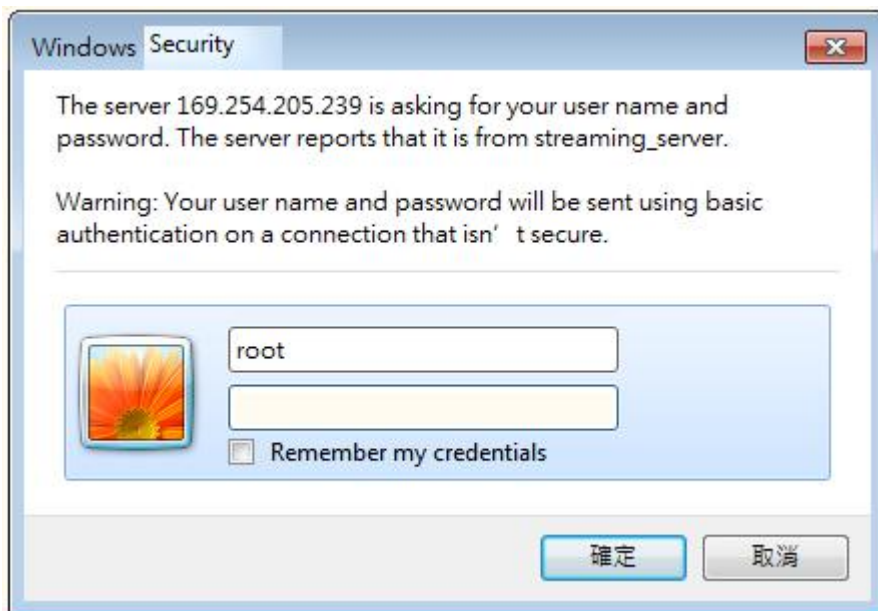 Windows Security
The server 169.254.205.239 is asking for your user name and
password. The server reports that it is from streaming_server.
Warning: Your user name and password will be sent using basic
authentication on a connection that isn’ t secure.
root
Remember my credentials
確定 取消